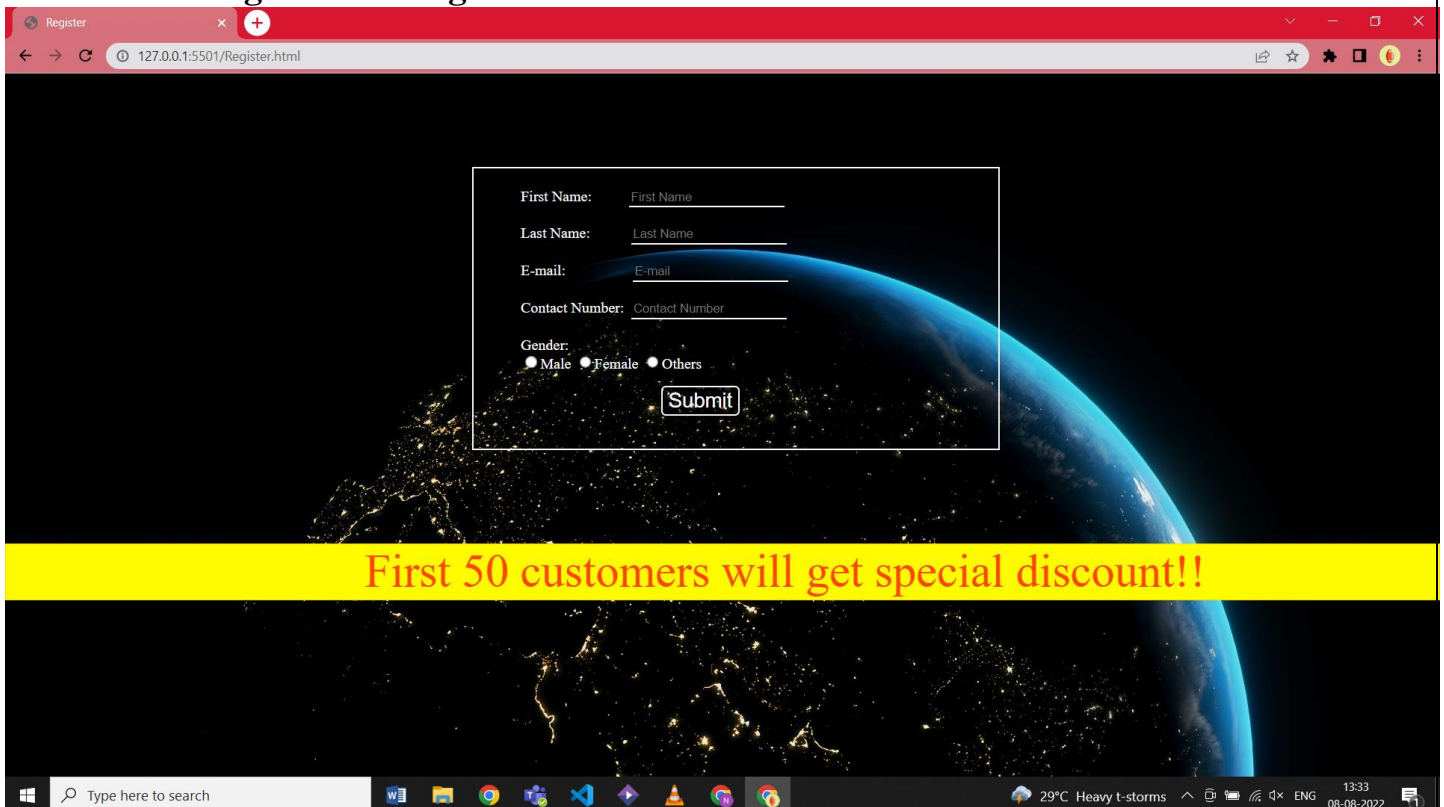 Register
127.0.0.1:5501/Register.html
First Name: First Name
Last Name: Last Name
E-mail: E-mail
Contact Number: Contact Number
Gender:
Male Female Others
Submit
First 50 customers will get special discount!!
Type here to search
29°C Heavy t-storms ENG 13:33
08-08-2022
1